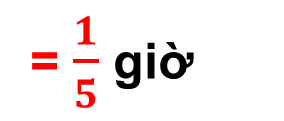 = 1/5 giờ